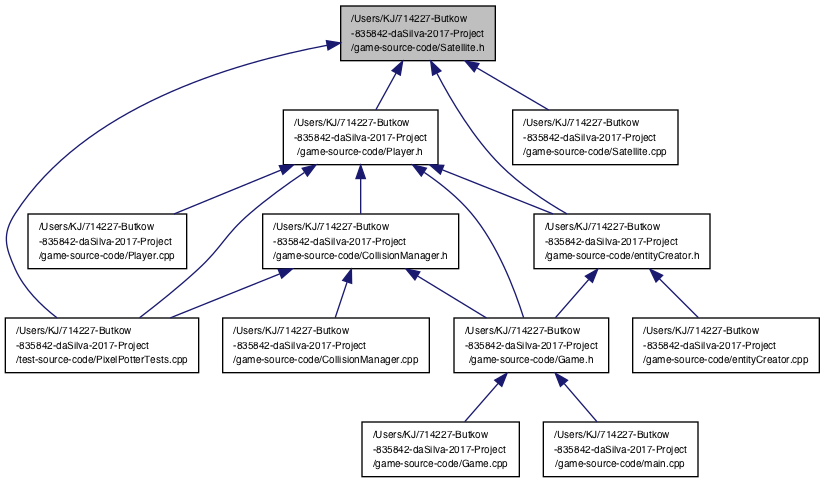 /Users/KJ/714227-Butkow
-835842-daSilva-2017-Project
/game-source-code/Satellite.h
/Users/KJ/714227-Butkow
-835842-daSilva-2017-Project
/game-source-code/Player.h
/Users/KJ/714227-Butkow
-835842-daSilva-2017-Project
/game-source-code/Satellite.cpp
/Users/KJ/714227-Butkow
-835842-daSilva-2017-Project
/game-source-code/Player.cpp
/Users/KJ/714227-Butkow
-835842-daSilva-2017-Project
/game-source-code/CollisionManager.h
/Users/KJ/714227-Butkow
-835842-daSilva-2017-Project
/game-source-code/entityCreator.h
/Users/KJ/714227-Butkow
-835842-daSilva-2017-Project
/test-source-code/PixelPotterTests.cpp
/Users/KJ/714227-Butkow
-835842-daSilva-2017-Project
/game-source-code/CollisionManager.cpp
/Users/KJ/714227-Butkow
-835842-daSilva-2017-Project
/game-source-code/Game.h
/Users/KJ/714227-Butkow
-835842-daSilva-2017-Project
/game-source-code/entityCreator.cpp
/Users/KJ/714227-Butkow
-835842-daSilva-2017-Project
/game-source-code/Game.cpp
/Users/KJ/714227-Butkow
-835842-daSilva-2017-Project
/game-source-code/main.cpp